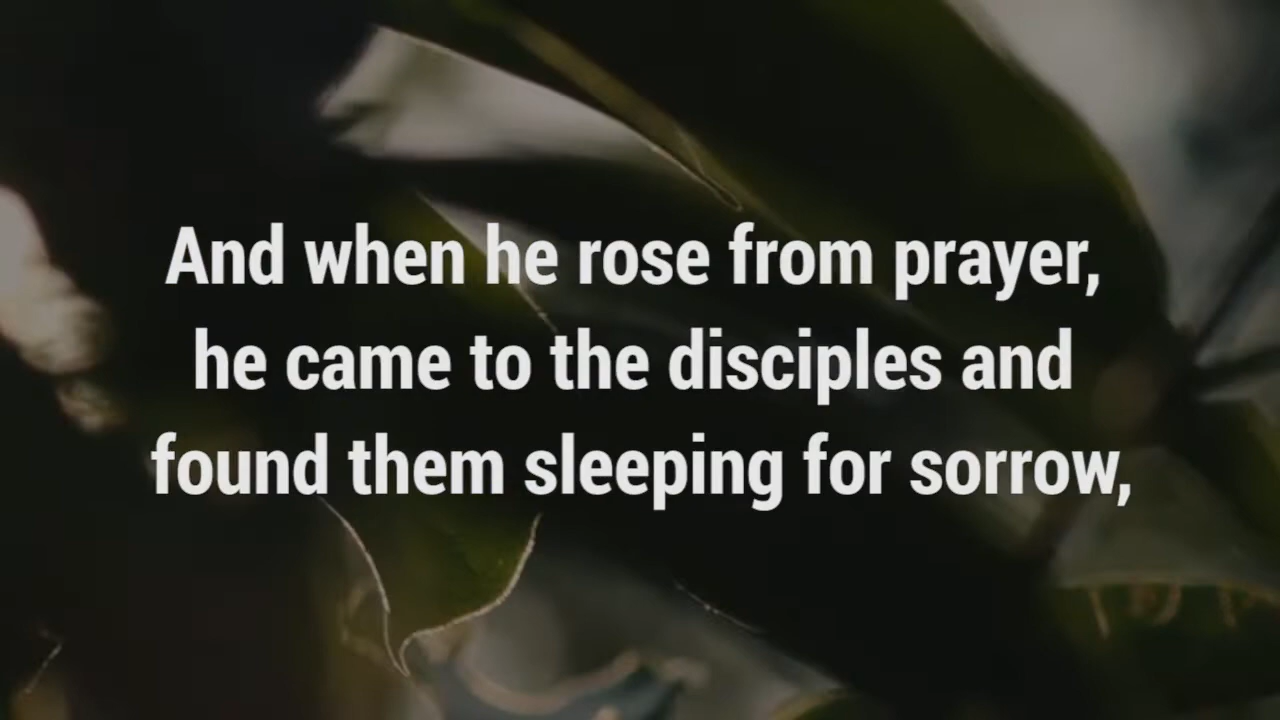 And when he rose from prayer,
he came to the disciples and
found them sleeping for sorrow,